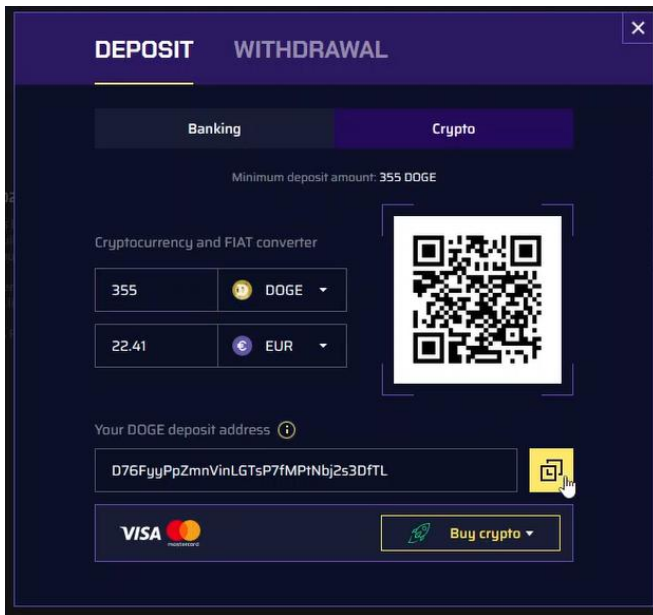 DEPOSIT WITHDRAWAL
Banking Crypto
Minimum deposit amount: 355 DOGE
Cryptocurrency and FIAT converter
355 DOGE
22.41 EUR
Your DOGE deposit address
D76FyyPpZmnVinLGTsP7fMPtNbj2s3DfTL
VISA mastercard Buy crypto